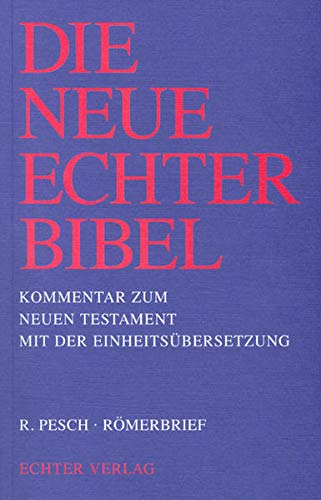 DIE
NEUE
ECHTER
BIBEL
KOMMENTAR ZUM
NEUEN TESTAMENT
MIT DER EINHEITSÜBERSETZUNG
R. PESCH · RÖMERBRIEF
ECHTER VERLAG